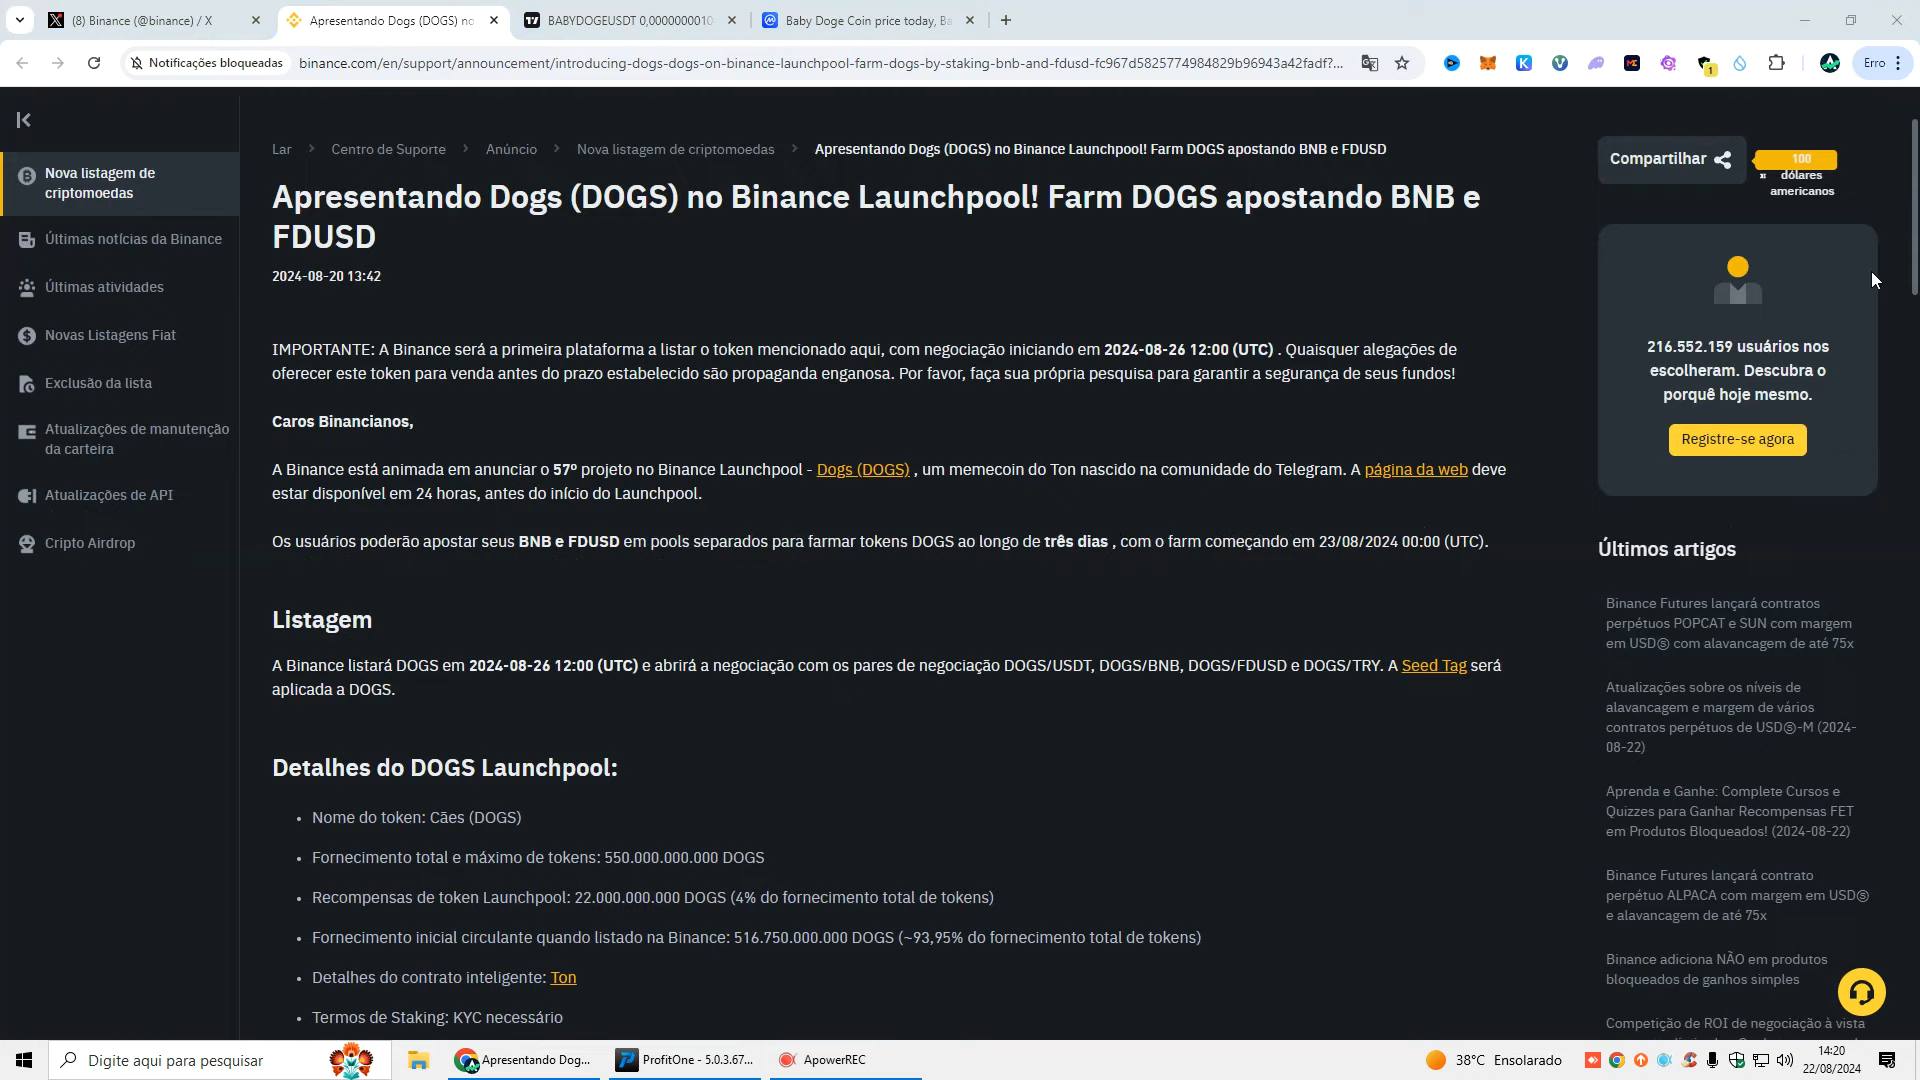 (8) Binance (@binance) / X
Apresentando Dogs (DOGS) no
BABYDOGEUSDT 0,000000001
Baby Doge Coin price today, Ba
Notificações bloqueadas
binance.com/en/support/announcement/introducing-dogs-dogs-on-binance-launchpool-farm-dogs-by-staking-bnb-and-fdusd-fc967d5825774984829b96943a42fadf?...
1
Erro
Nova listagem de
criptomoedas
Últimas notícias da Binance
Últimas atividades
Novas Listagens Fiat
Exclusão da lista
Atualizações de manutenção
da carteira
Atualizações de API
Cripto Airdrop
Lar > Centro de Suporte > Anúncio > Nova listagem de criptomoedas > Apresentando Dogs (DOGS) no Binance Launchpool! Farm DOGS apostando BNB e FDUSD
Apresentando Dogs (DOGS) no Binance Launchpool! Farm DOGS apostando BNB e
FDUSD
2024-08-20 13:42
IMPORTANTE: A Binance será a primeira plataforma a listar o token mencionado aqui, com negociação iniciando em 2024-08-26 12:00 (UTC) . Quaisquer alegações de
oferecer este token para venda antes do prazo estabelecido são propaganda enganosa. Por favor, faça sua própria pesquisa para garantir a segurança de seus fundos!
Caros Binancianos,
A Binance está animada em anunciar o 57º projeto no Binance Launchpool - Dogs (DOGS) , um memecoin do Ton nascido na comunidade do Telegram. A página da web deve
estar disponível em 24 horas, antes do início do Launchpool.
Os usuários poderão apostar seus BNB e FDUSD em pools separados para farmar tokens DOGS ao longo de três dias , com o farm começando em 23/08/2024 00:00 (UTC).
Listagem
A Binance listará DOGS em 2024-08-26 12:00 (UTC) e abrirá a negociação com os pares de negociação DOGS/USDT, DOGS/BNB, DOGS/FDUSD e DOGS/TRY. A Seed Tag será
aplicada a DOGS.
Detalhes do DOGS Launchpool:
• Nome do token: Cães (DOGS)
• Fornecimento total e máximo de tokens: 550.000.000.000 DOGS
• Recompensas de token Launchpool: 22.000.000.000 DOGS (4% do fornecimento total de tokens)
• Fornecimento inicial circulante quando listado na Binance: 516.750.000.000 DOGS (~93,95% do fornecimento total de tokens)
• Detalhes do contrato inteligente: Ton
• Termos de Staking: KYC necessário
Compartilhar
100
dólares
americanos
216.552.159 usuários nos
escolheram. Descubra o
porquê hoje mesmo.
Registre-se agora
Últimos artigos
Binance Futures lançará contratos
perpétuos POPCAT e SUN com margem
em USDⓈ com alavancagem de até 75x
Atualizações sobre os níveis de
alavancagem e margem de vários
contratos perpétuos de USDⓈ-M (2024-
08-22)
Aprenda e Ganhe: Complete Cursos e
Quizzes para Ganhar Recompensas FET
em Produtos Bloqueados! (2024-08-22)
Binance Futures lançará contrato
perpétuo ALPACA com margem em USDⓈ
e alavancagem de até 75x
Binance adiciona NÃO em produtos
bloqueados de ganhos simples
Competição de ROI de negociação à vista
Digite aqui para pesquisar
Apresentando Dog...
ProfitOne - 5.0.3.67...
ApowerREC
38°C Ensolarado
14:20
22/08/2024